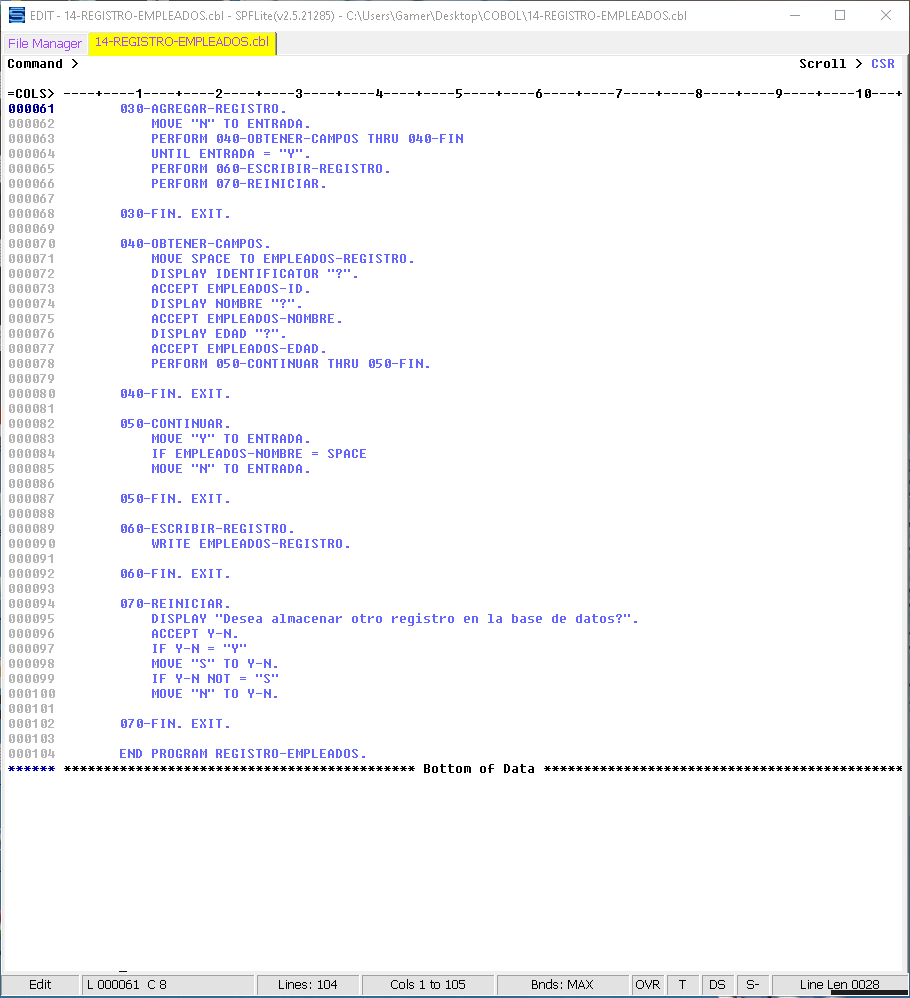 EDIT - 14-REGISTRO-EMPLEADOS.cbl - SPFLite(v2.5.21285) - C:\Users\Gamer\Desktop\COBOL\14-REGISTRO-EMPLEADOS.cbl
File Manager 14-REGISTRO-EMPLEADOS.cbl
Command > Scroll > CSR
=COLS> ----+----1----+----2----+----3----+----4----+----5----+----6----+----7----+----8----+----9----+----10---+
000061 030-AGREGAR-REGISTRO.
000062 MOVE "N" TO ENTRADA.
000063 PERFORM 040-OBTENER-CAMPOS THRU 040-FIN
000064 UNTIL ENTRADA = "Y".
000065 PERFORM 060-ESCRIBIR-REGISTRO.
000066 PERFORM 070-REINICIAR.
000067
000068 030-FIN. EXIT.
000069
000070 040-OBTENER-CAMPOS.
000071 MOVE SPACE TO EMPLEADOS-REGISTRO.
000072 DISPLAY IDENTIFICATOR "?".
000073 ACCEPT EMPLEADOS-ID.
000074 DISPLAY NOMBRE "?".
000075 ACCEPT EMPLEADOS-NOMBRE.
000076 DISPLAY EDAD "?".
000077 ACCEPT EMPLEADOS-EDAD.
000078 PERFORM 050-CONTINUAR THRU 050-FIN.
000079
000080 040-FIN. EXIT.
000081
000082 050-CONTINUAR.
000083 MOVE "Y" TO ENTRADA.
000084 IF EMPLEADOS-NOMBRE = SPACE
000085 MOVE "N" TO ENTRADA.
000086
000087 050-FIN. EXIT.
000088
000089 060-ESCRIBIR-REGISTRO.
000090 WRITE EMPLEADOS-REGISTRO.
000091
000092 060-FIN. EXIT.
000093
000094 070-REINICIAR.
000095 DISPLAY "Desea almacenar otro registro en la base de datos?".
000096 ACCEPT Y-N.
000097 IF Y-N = "Y"
000098 MOVE "S" TO Y-N.
000099 IF Y-N NOT = "S"
000100 MOVE "N" TO Y-N.
000101
000102 070-FIN. EXIT.
000103
000104 END PROGRAM REGISTRO-EMPLEADOS.
****** ******************************************** Bottom of Data *********************************************
Edit L 000061 C 8 Lines: 104 Cols 1 to 105 Bnds: MAX OVR T DS S- Line Len 0028